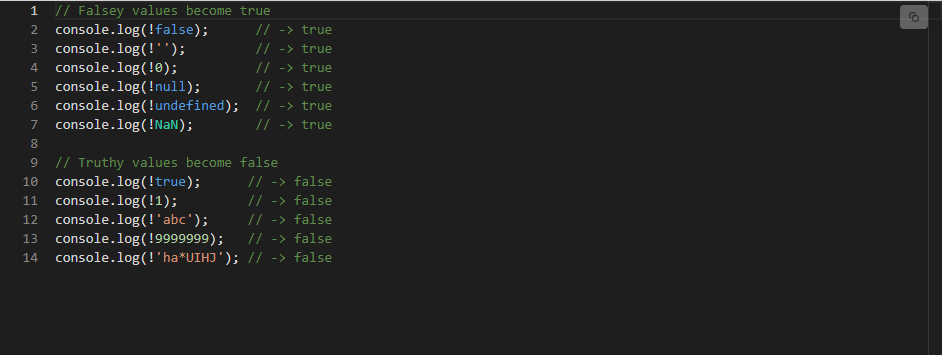 1 // Falsey values become true
2 console.log(!false);      // -> true
3 console.log(!'');         // -> true
4 console.log(!0);          // -> true
5 console.log(!null);       // -> true
6 console.log(!undefined);  // -> true
7 console.log(!NaN);        // -> true
8
9 // Truthy values become false
10 console.log(!true);      // -> false
11 console.log(!1);         // -> false
12 console.log(!'abc');     // -> false
13 console.log(!9999999);   // -> false
14 console.log(!'ha*UIHJ'); // -> false